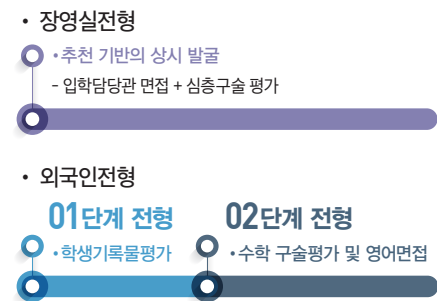 • 장영실전형
• 추천 기반의 상시 발굴
- 입학담당관 면접 + 심층구술 평가
• 외국인전형
01단계 전형 02단계 전형
• 학생기록물평가 • 수학 구술평가 및 영어면접